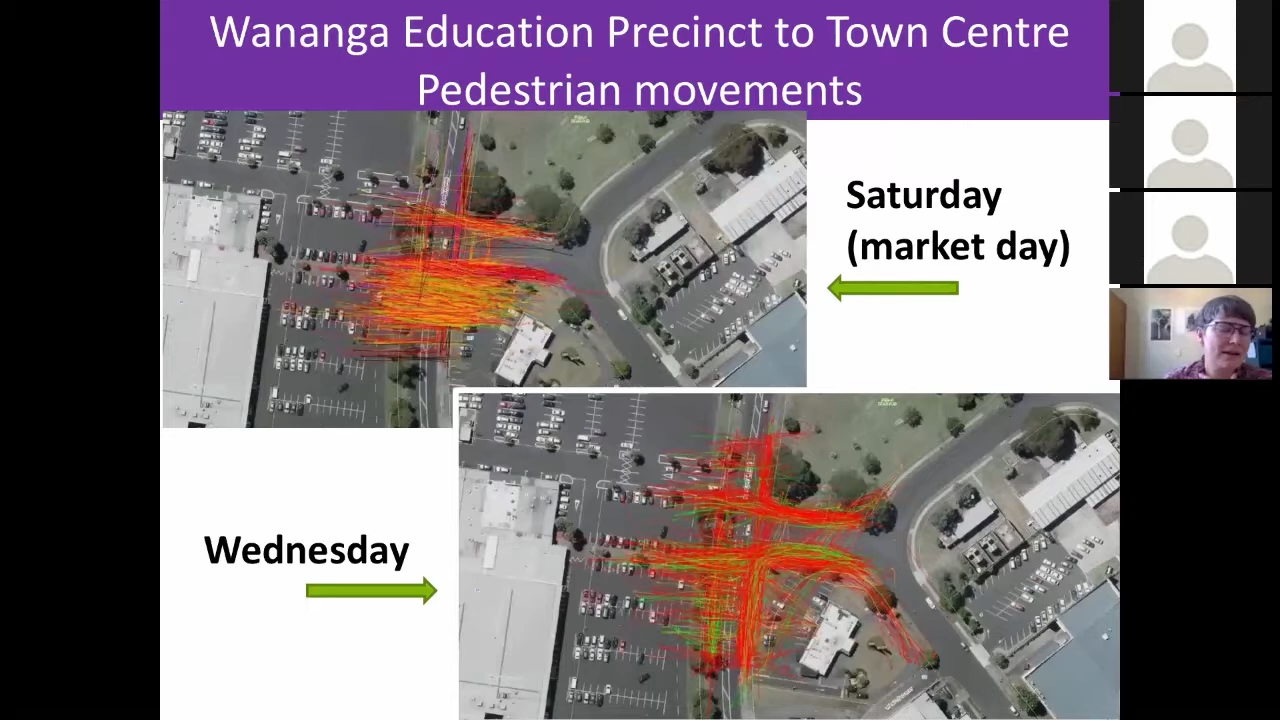 Wananga Education Precinct to Town Centre
Pedestrian movements
Saturday
(market day)
Wednesday